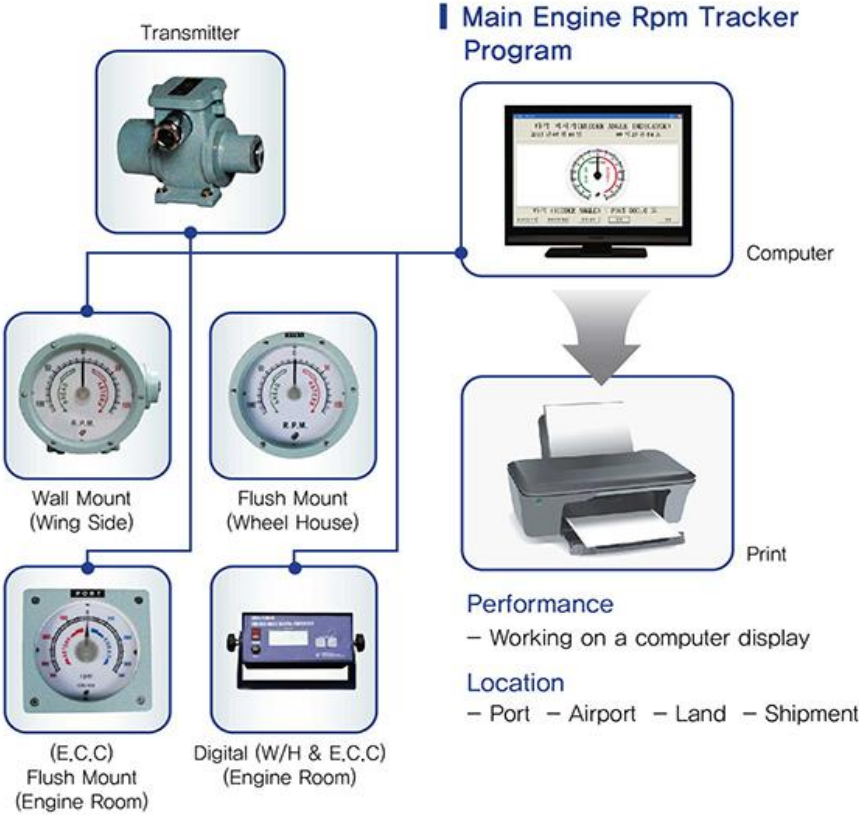 Main Engine Rpm Tracker
Program
Transmitter
Computer
R.P.M.
Wall Mount
(Wing Side)
R.P.M.
Flush Mount
(Wheel House)
Print
PORT
rpm
(E.C.C)
Flush Mount
(Engine Room)
Digital (W/H & E.C.C)
(Engine Room)
Performance
- Working on a computer display
Location
- Port - Airport - Land - Shipment